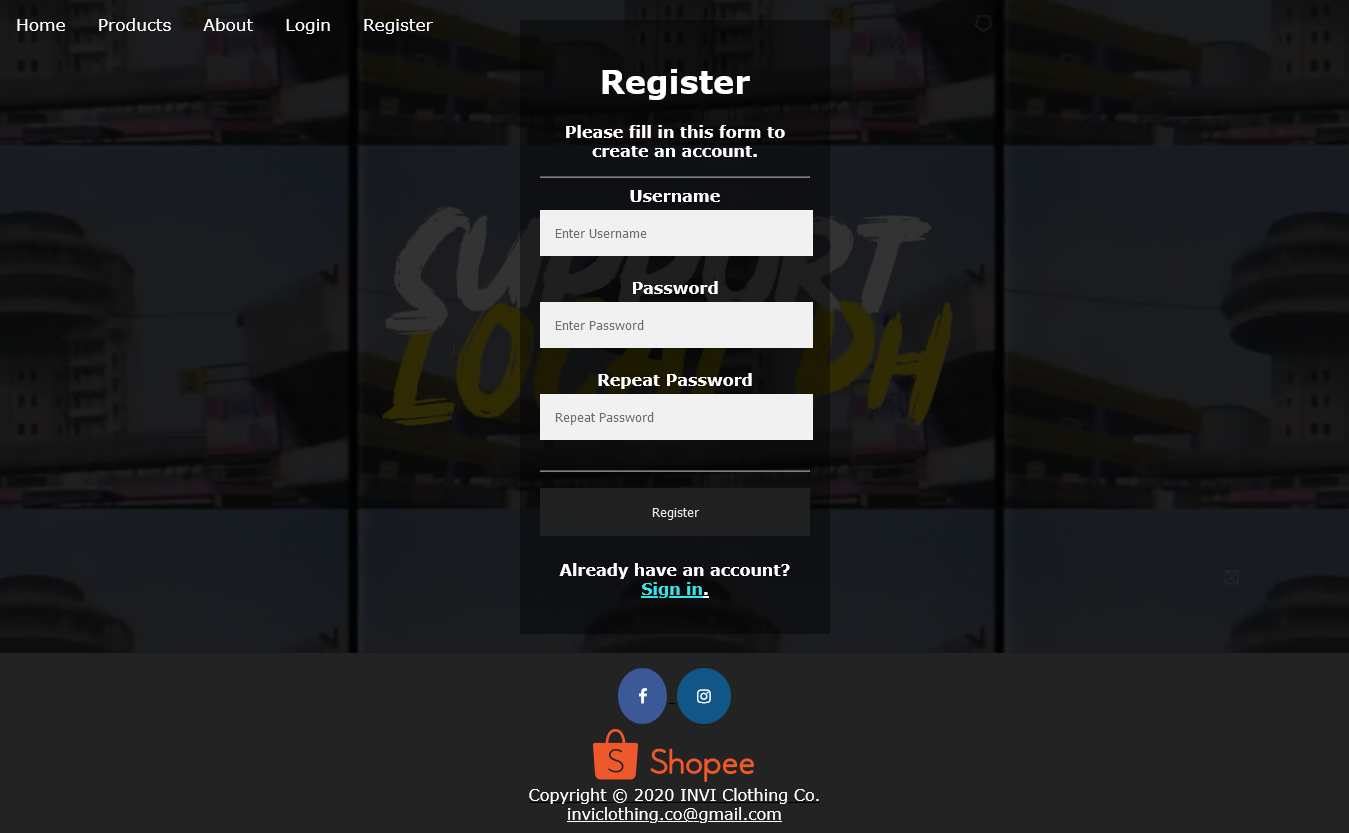 Home Products About Login Register
Register
Please fill in this form to
create an account.
Username
Enter Username
SUPPORT
Password
Enter Password
LOCAL PH
Repeat Password
Repeat Password
Register
Already have an account?
Sign in.
Shopee
Copyright © 2020 INVI Clothing Co.
inviclothing.co@gmail.com